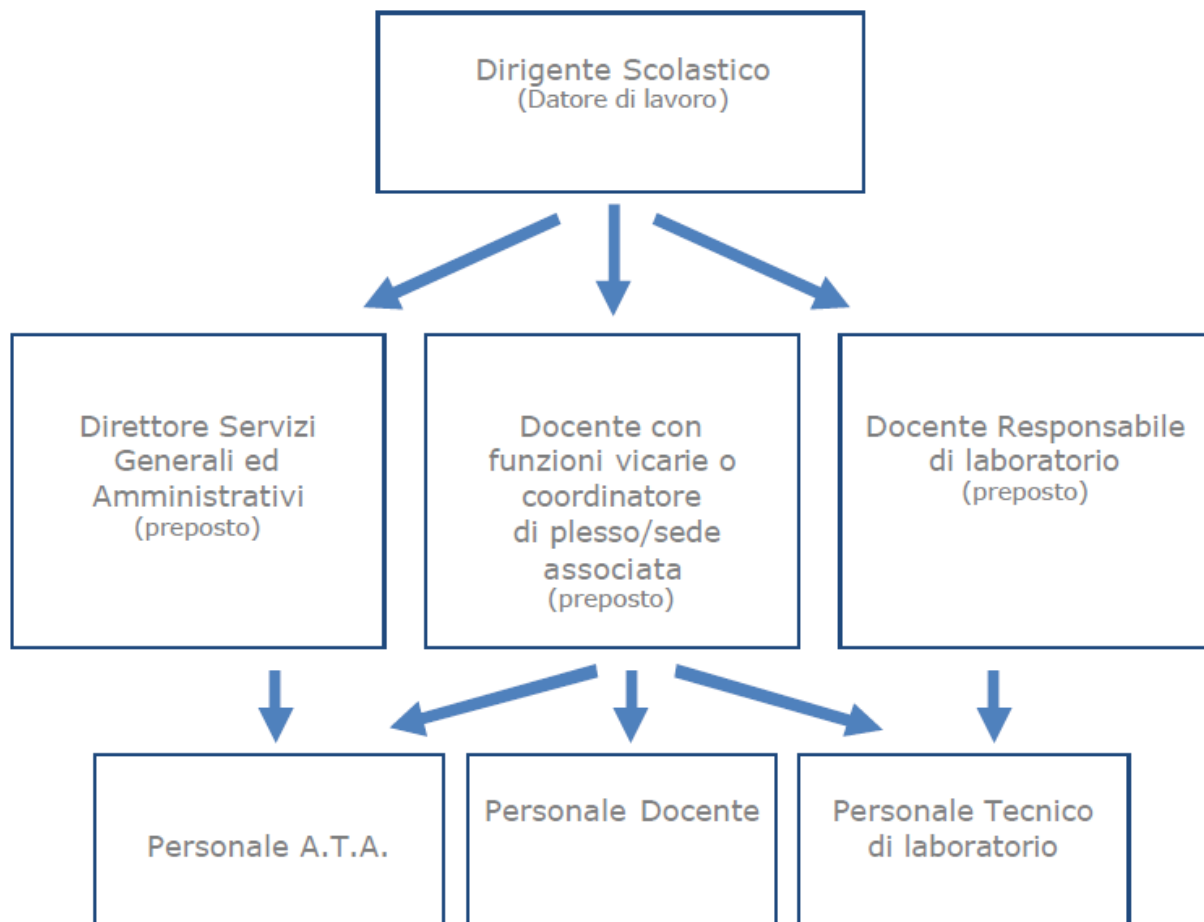 Dirigente Scolastico
(Datore di lavoro)
Direttore Servizi
Generali ed
Amministrativi
(preposto)
Docente con
funzioni vicarie o
coordinatore
di plesso/sede
associata
(preposto)
Docente Responsabile
di laboratorio
(preposto)
Personale A.T.A.
Personale Docente
Personale Tecnico
di laboratorio